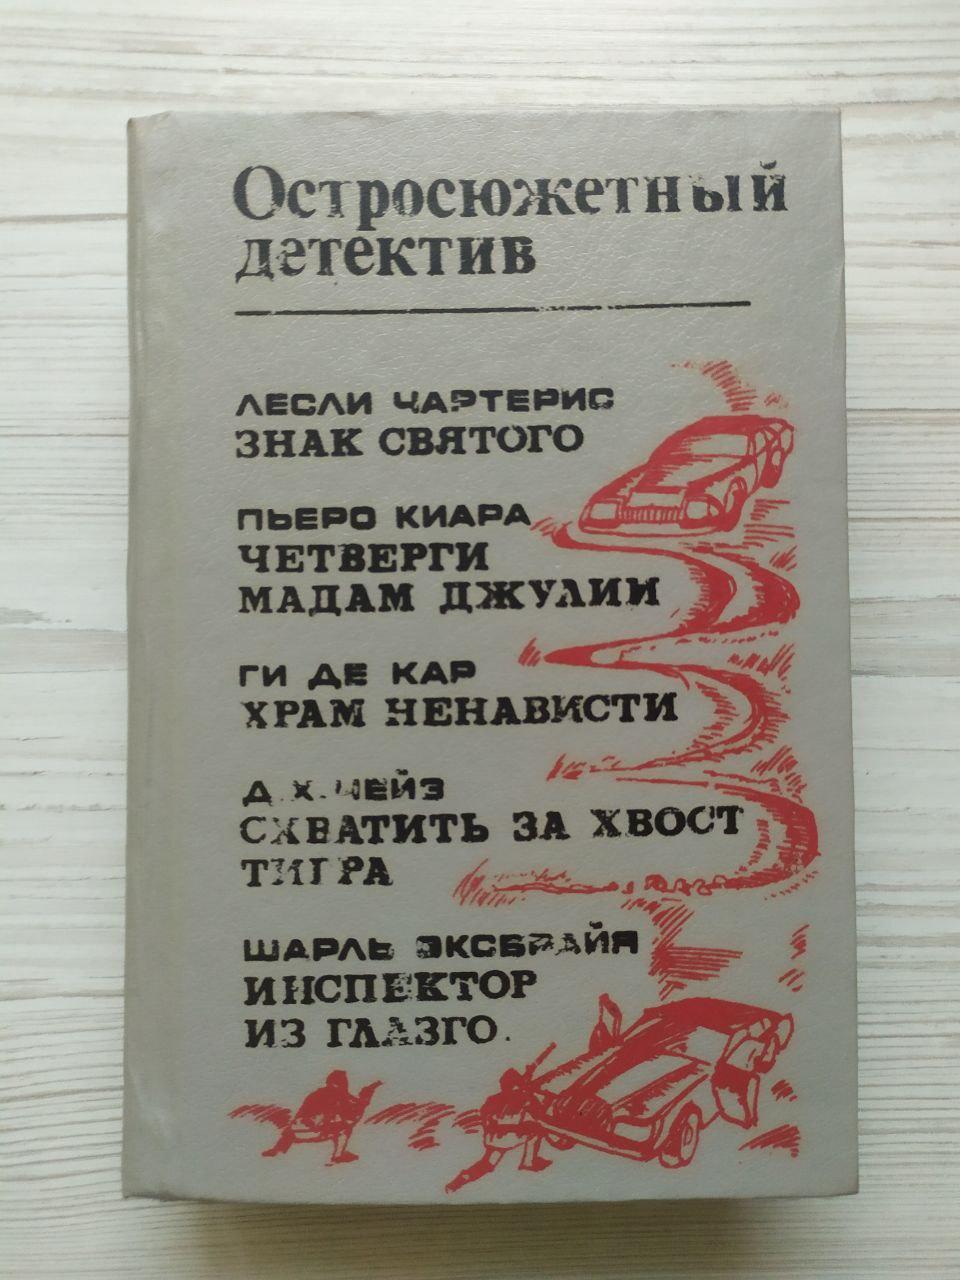 Остросюжетный
детектив
ЛЕСЛИ ЧАРТЕРИС
ЗНАК СВЯТОГО
ПЬЕРО КИАРА
ЧЕТВЕРГИ
МАДАМ ДЖУЛИИ
ГИ ДЕ КАР
ХРАМ НЕНАВИСТИ
Д.Х.ЧЕЙЗ
СХВАТИТЬ ЗА ХВОСТ
ТИГРА
ШАРЛЬ ЭКСБРАЙЯ
ИНСПЕКТОР
ИЗ ГЛАЗГО.